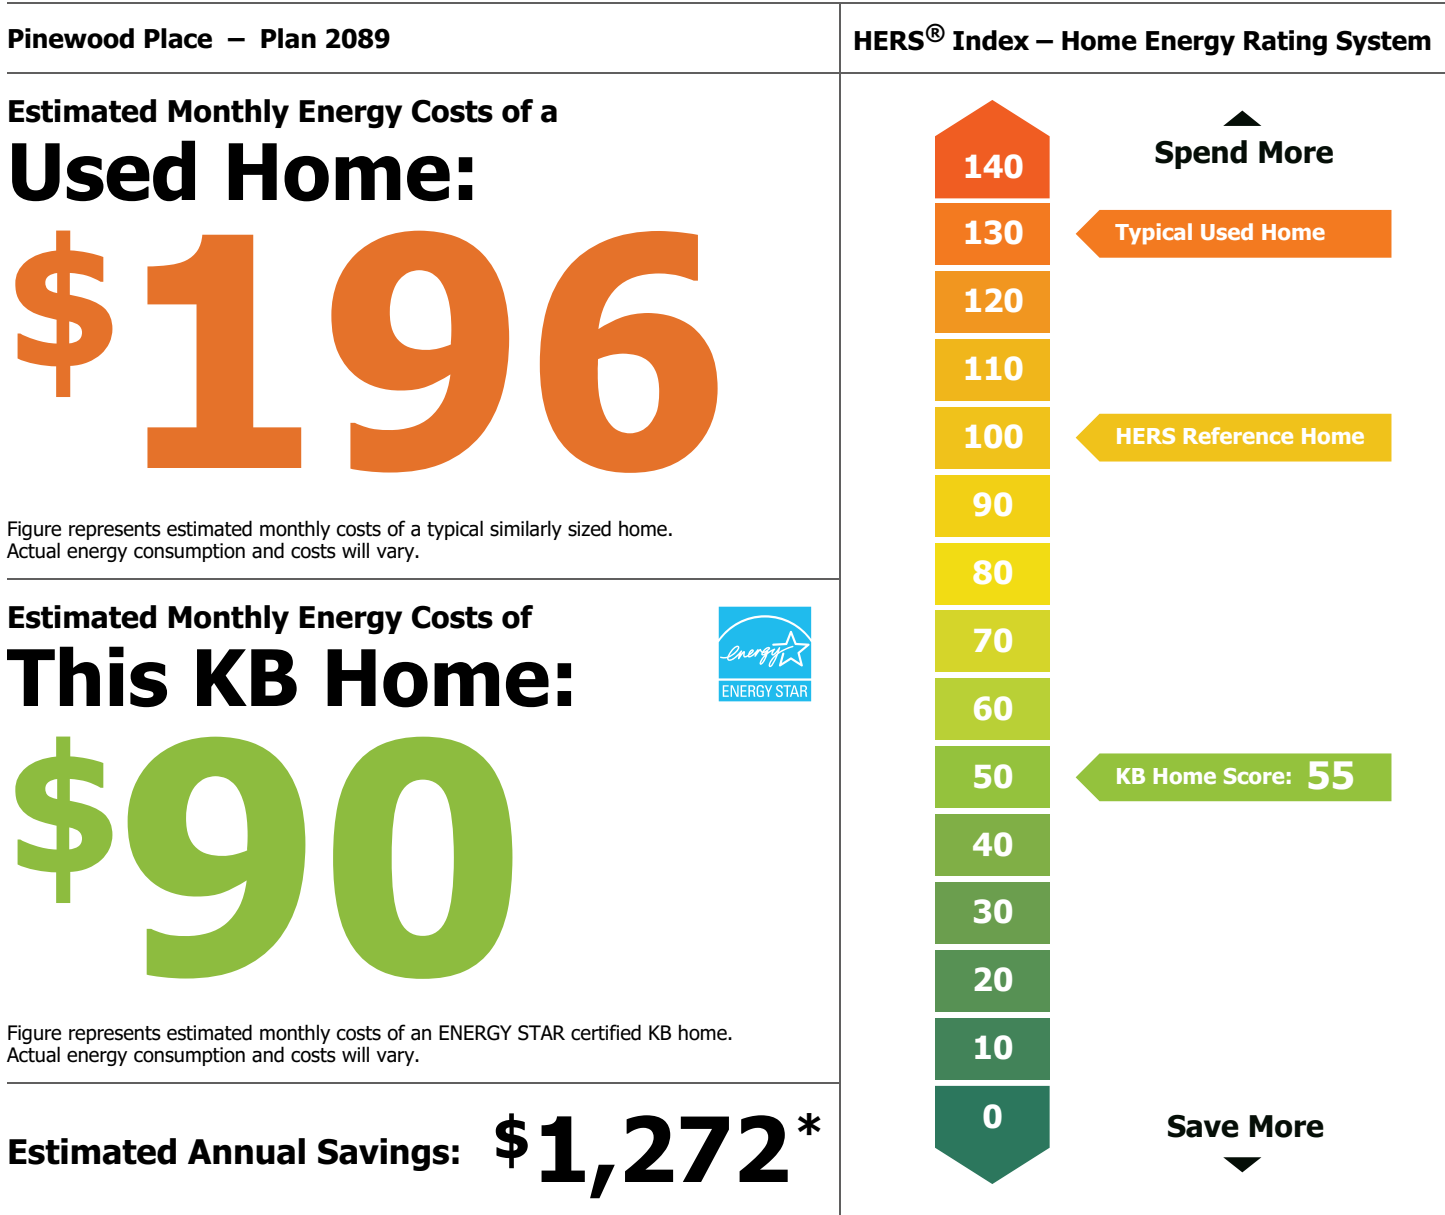 Pinewood Place – Plan 2089
Estimated Monthly Energy Costs of a
Used Home:
$196
Figure represents estimated monthly costs of a typical similarly sized home.
Actual energy consumption and costs will vary.
Estimated Monthly Energy Costs of
This KB Home:
energy
ENERGY STAR
$90
Figure represents estimated monthly costs of an ENERGY STAR certified KB home.
Actual energy consumption and costs will vary.
Estimated Annual Savings: $1,272*
HERS® Index – Home Energy Rating System
Spend More
140
130 Typical Used Home
120
110
100 HERS Reference Home
90
80
70
60
50 KB Home Score: 55
40
30
20
10
0
Save More